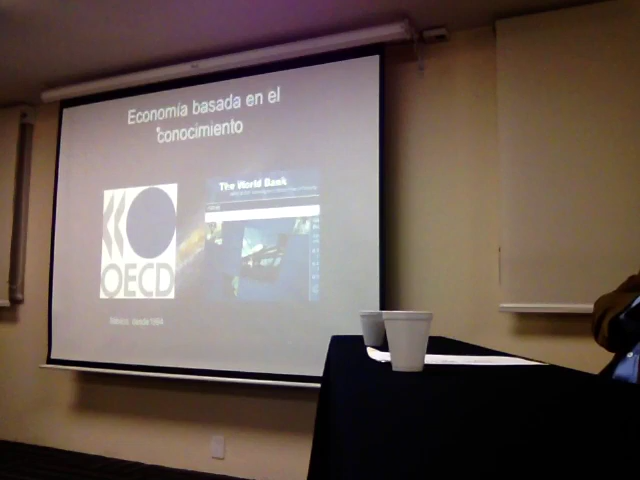 Economía basada en el
conocimiento
The World Bank
OECD
México desde 1994